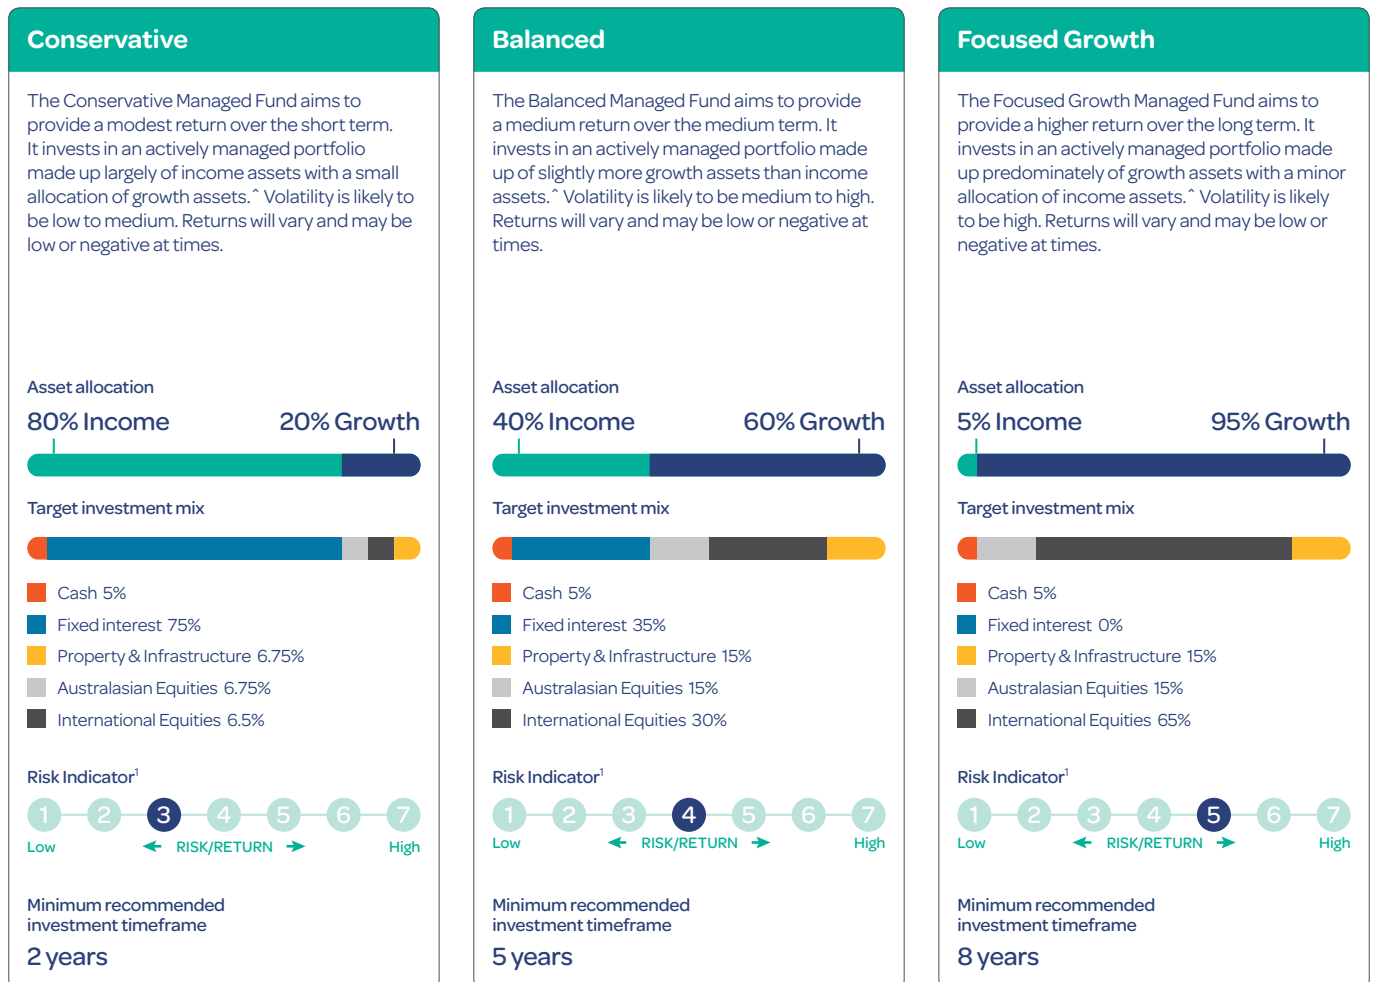 Conservative
The Conservative Managed Fund aims to
provide a modest return over the short term.
It invests in an actively managed portfolio
made up largely of income assets with a small
allocation of growth assets.^ Volatility is likely to
be low to medium. Returns will vary and may be
low or negative at times.
Asset allocation
80% Income 20% Growth
Target investment mix
Cash 5%
Fixed interest 75%
Property & Infrastructure 6.75%
Australasian Equities 6.75%
International Equities 6.5%
Risk Indicator¹
1 2 3 4 5 6 7
Low RISK/RETURN High
Minimum recommended
investment timeframe
2 years
Balanced
The Balanced Managed Fund aims to provide
a medium return over the medium term. It
invests in an actively managed portfolio made
up of slightly more growth assets than income
assets.^ Volatility is likely to be medium to high.
Returns will vary and may be low or negative at
times.
Asset allocation
40% Income 60% Growth
Target investment mix
Cash 5%
Fixed interest 35%
Property & Infrastructure 15%
Australasian Equities 15%
International Equities 30%
Risk Indicator¹
1 2 3 4 5 6 7
Low RISK/RETURN High
Minimum recommended
investment timeframe
5 years
Focused Growth
The Focused Growth Managed Fund aims to
provide a higher return over the long term. It
invests in an actively managed portfolio made
up predominately of growth assets with a minor
allocation of income assets.^ Volatility is likely
to be high. Returns will vary and may be low or
negative at times.
Asset allocation
5% Income 95% Growth
Target investment mix
Cash 5%
Fixed interest 0%
Property & Infrastructure 15%
Australasian Equities 15%
International Equities 65%
Risk Indicator¹
1 2 3 4 5 6 7
Low RISK/RETURN High
Minimum recommended
investment timeframe
8 years